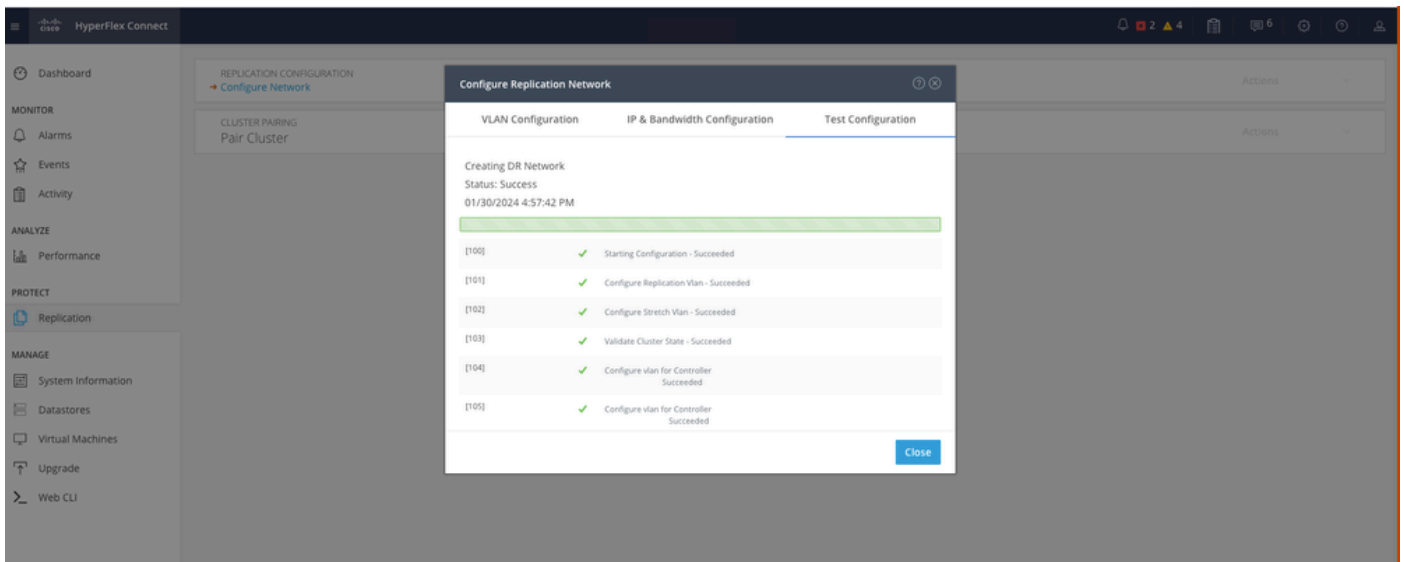 cisco HyperFlex Connect
2 4 6
Dashboard
MONITOR
Alarms
Events
Activity
ANALYZE
Performance
PROTECT
Replication
MANAGE
System Information
Datastores
Virtual Machines
Upgrade
Web CLI
REPLICATION CONFIGURATION
Configure Network
Actions
CLUSTER PAIRING
Pair Cluster
Actions
Configure Replication Network
VLAN Configuration IP & Bandwidth Configuration Test Configuration
Creating DR Network
Status: Success
01/30/2024 4:57:42 PM
[100] Starting Configuration - Succeeded
[101] Configure Replication Vlan - Succeeded
[102] Configure Stretch Vlan - Succeeded
[103] Validate Cluster State - Succeeded
[104] Configure vlan for Controller
Succeeded
[105] Configure vlan for Controller
Succeeded
Close